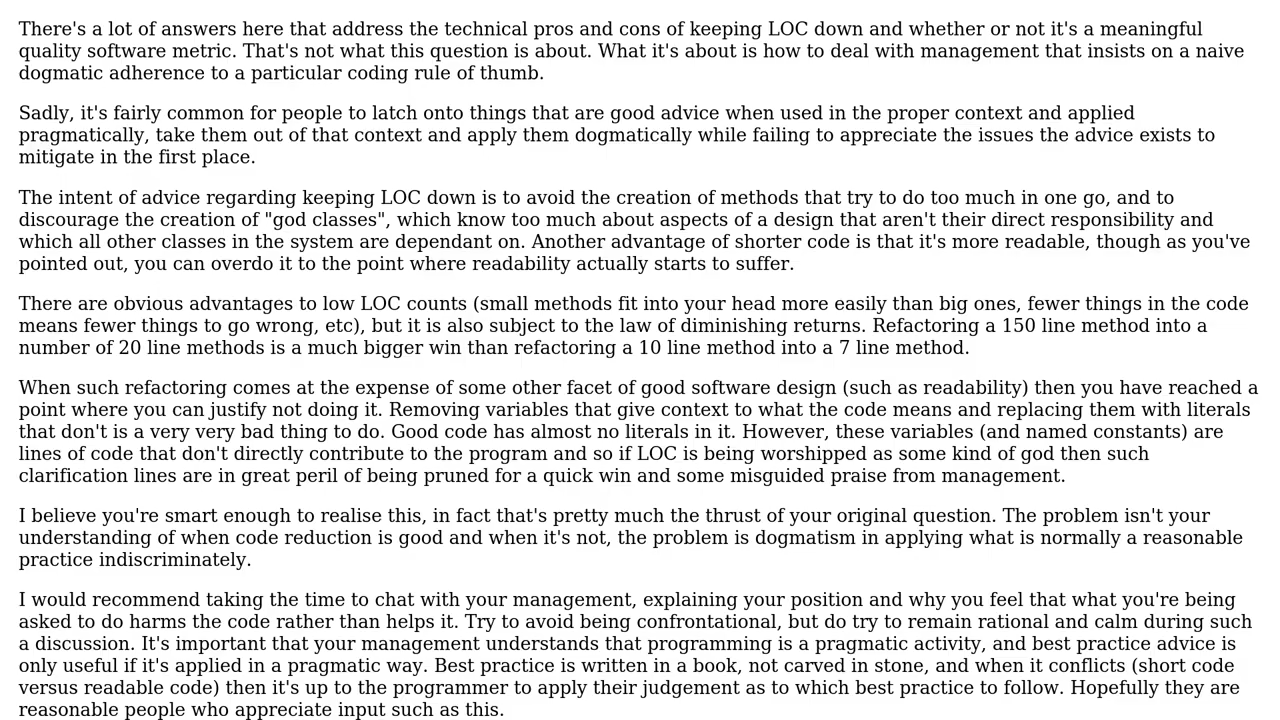 There's a lot of answers here that address the technical pros and cons of keeping LOC down and whether or not it's a meaningful
quality software metric. That's not what this question is about. What it's about is how to deal with management that insists on a naive
dogmatic adherence to a particular coding rule of thumb.
Sadly, it's fairly common for people to latch onto things that are good advice when used in the proper context and applied
pragmatically, take them out of that context and apply them dogmatically while failing to appreciate the issues the advice exists to
mitigate in the first place.
The intent of advice regarding keeping LOC down is to avoid the creation of methods that try to do too much in one go, and to
discourage the creation of "god classes", which know too much about aspects of a design that aren't their direct responsibility and
which all other classes in the system are dependant on. Another advantage of shorter code is that it's more readable, though as you've
pointed out, you can overdo it to the point where readability actually starts to suffer.
There are obvious advantages to low LOC counts (small methods fit into your head more easily than big ones, fewer things in the code
means fewer things to go wrong, etc), but it is also subject to the law of diminishing returns. Refactoring a 150 line method into a
number of 20 line methods is a much bigger win than refactoring a 10 line method into a 7 line method.
When such refactoring comes at the expense of some other facet of good software design (such as readability) then you have reached a
point where you can justify not doing it. Removing variables that give context to what the code means and replacing them with literals
that don't is a very very bad thing to do. Good code has almost no literals in it. However, these variables (and named constants) are
lines of code that don't directly contribute to the program and so if LOC is being worshipped as some kind of god then such
clarification lines are in great peril of being pruned for a quick win and some misguided praise from management.
I believe you're smart enough to realise this, in fact that's pretty much the thrust of your original question. The problem isn't your
understanding of when code reduction is good and when it's not, the problem is dogmatism in applying what is normally a reasonable
practice indiscriminately.
I would recommend taking the time to chat with your management, explaining your position and why you feel that what you're being
asked to do harms the code rather than helps it. Try to avoid being confrontational, but do try to remain rational and calm during such
a discussion. It's important that your management understands that programming is a pragmatic activity, and best practice advice is
only useful if it's applied in a pragmatic way. Best practice is written in a book, not carved in stone, and when it conflicts (short code
versus readable code) then it's up to the programmer to apply their judgement as to which best practice to follow. Hopefully they are
reasonable people who appreciate input such as this.